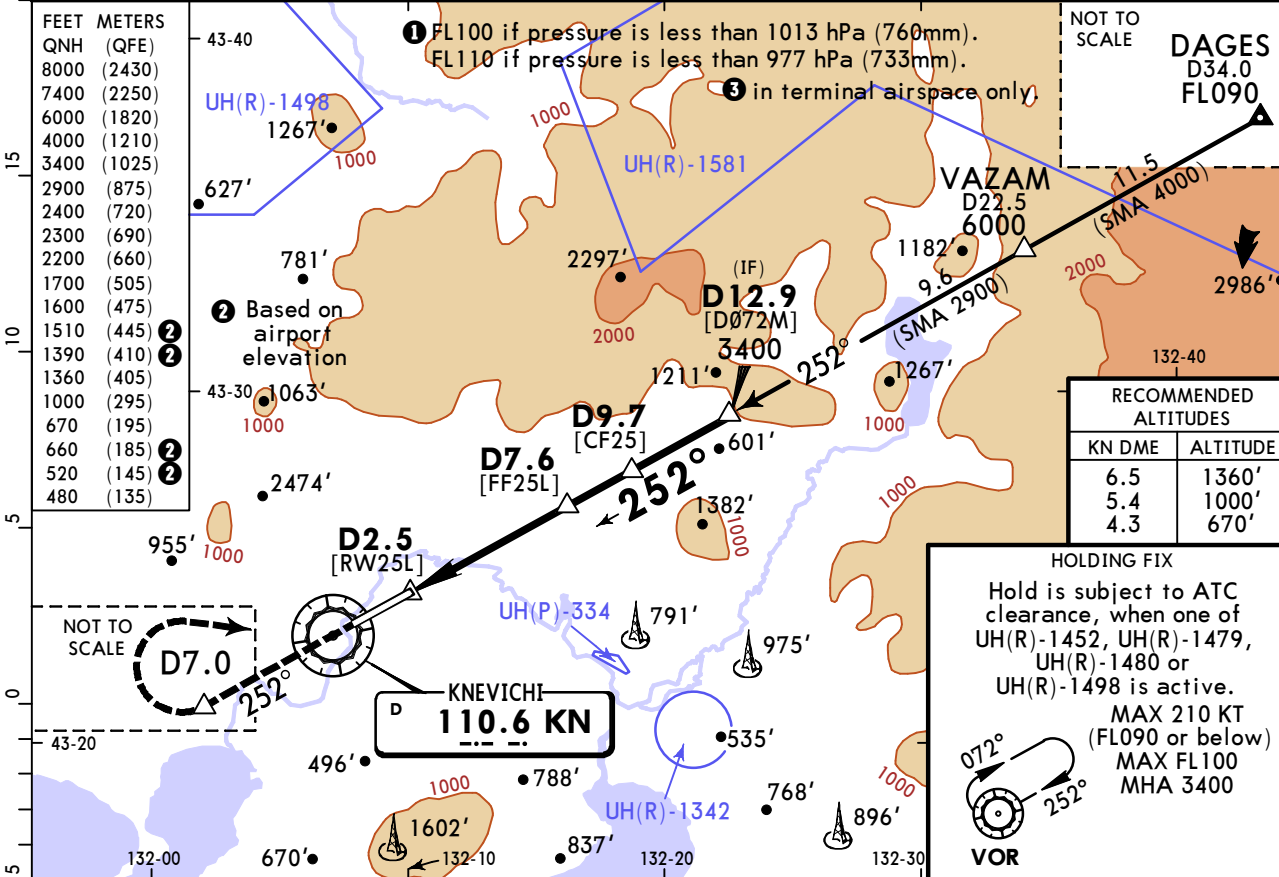 FEET METERS
QNH (QFE)
8000 (2430)
7400 (2250)
6000 (1820)
4000 (1210)
3400 (1025)
2900 (875)
2400 (720)
2300 (690)
2200 (660)
1700 (505)
1600 (475)
1510 (445) 2
1390 (410) 2
1360 (405)
1000 (295)
670 (195)
660 (185) 2
520 (145) 2
480 (135)
15
10
5
0
5
43-40
1 FL100 if pressure is less than 1013 hPa (760mm).
FL110 if pressure is less than 977 hPa (733mm).
3 in terminal airspace only.
NOT TO
SCALE
DAGES
D34.0
FL090
UH(R)-1498
1267'
1000
1000
UH(R)-1581
11.5
(SMA 4000)
VAZAM
D22.5
6000
627'
1182'
781'
2297'
2000
2000
2986'
9.6
(SMA 2900)
2 Based on
airport
elevation
(IF)
D12.9
[DØ72M]
3400
252°
132-40
1211'
1267'
1000
43-30
1063'
1000
D9.7
[CF25]
601'
D7.6
[FF25L]
252°
2474'
1382'
1000
1000
955'
1000
D2.5
[RW25L]
RECOMMENDED
ALTITUDES
KN DME ALTITUDE
6.5 1360'
5.4 1000'
4.3 670'
NOT TO
SCALE
D7.0
252°
UH(P)-334
791'
975'
KNEVICHI
D 110.6 KN
535'
43-20
496'
788'
1000
1000
UH(R)-1342
768'
896'
1602'
837'
670'
132-00
132-10
132-20
132-30
HOLDING FIX
Hold is subject to ATC
clearance, when one of
UH(R)-1452, UH(R)-1479,
UH(R)-1480 or
UH(R)-1498 is active.
MAX 210 KT
(FL090 or below)
MAX FL100
MHA 3400
072°
252°
VOR